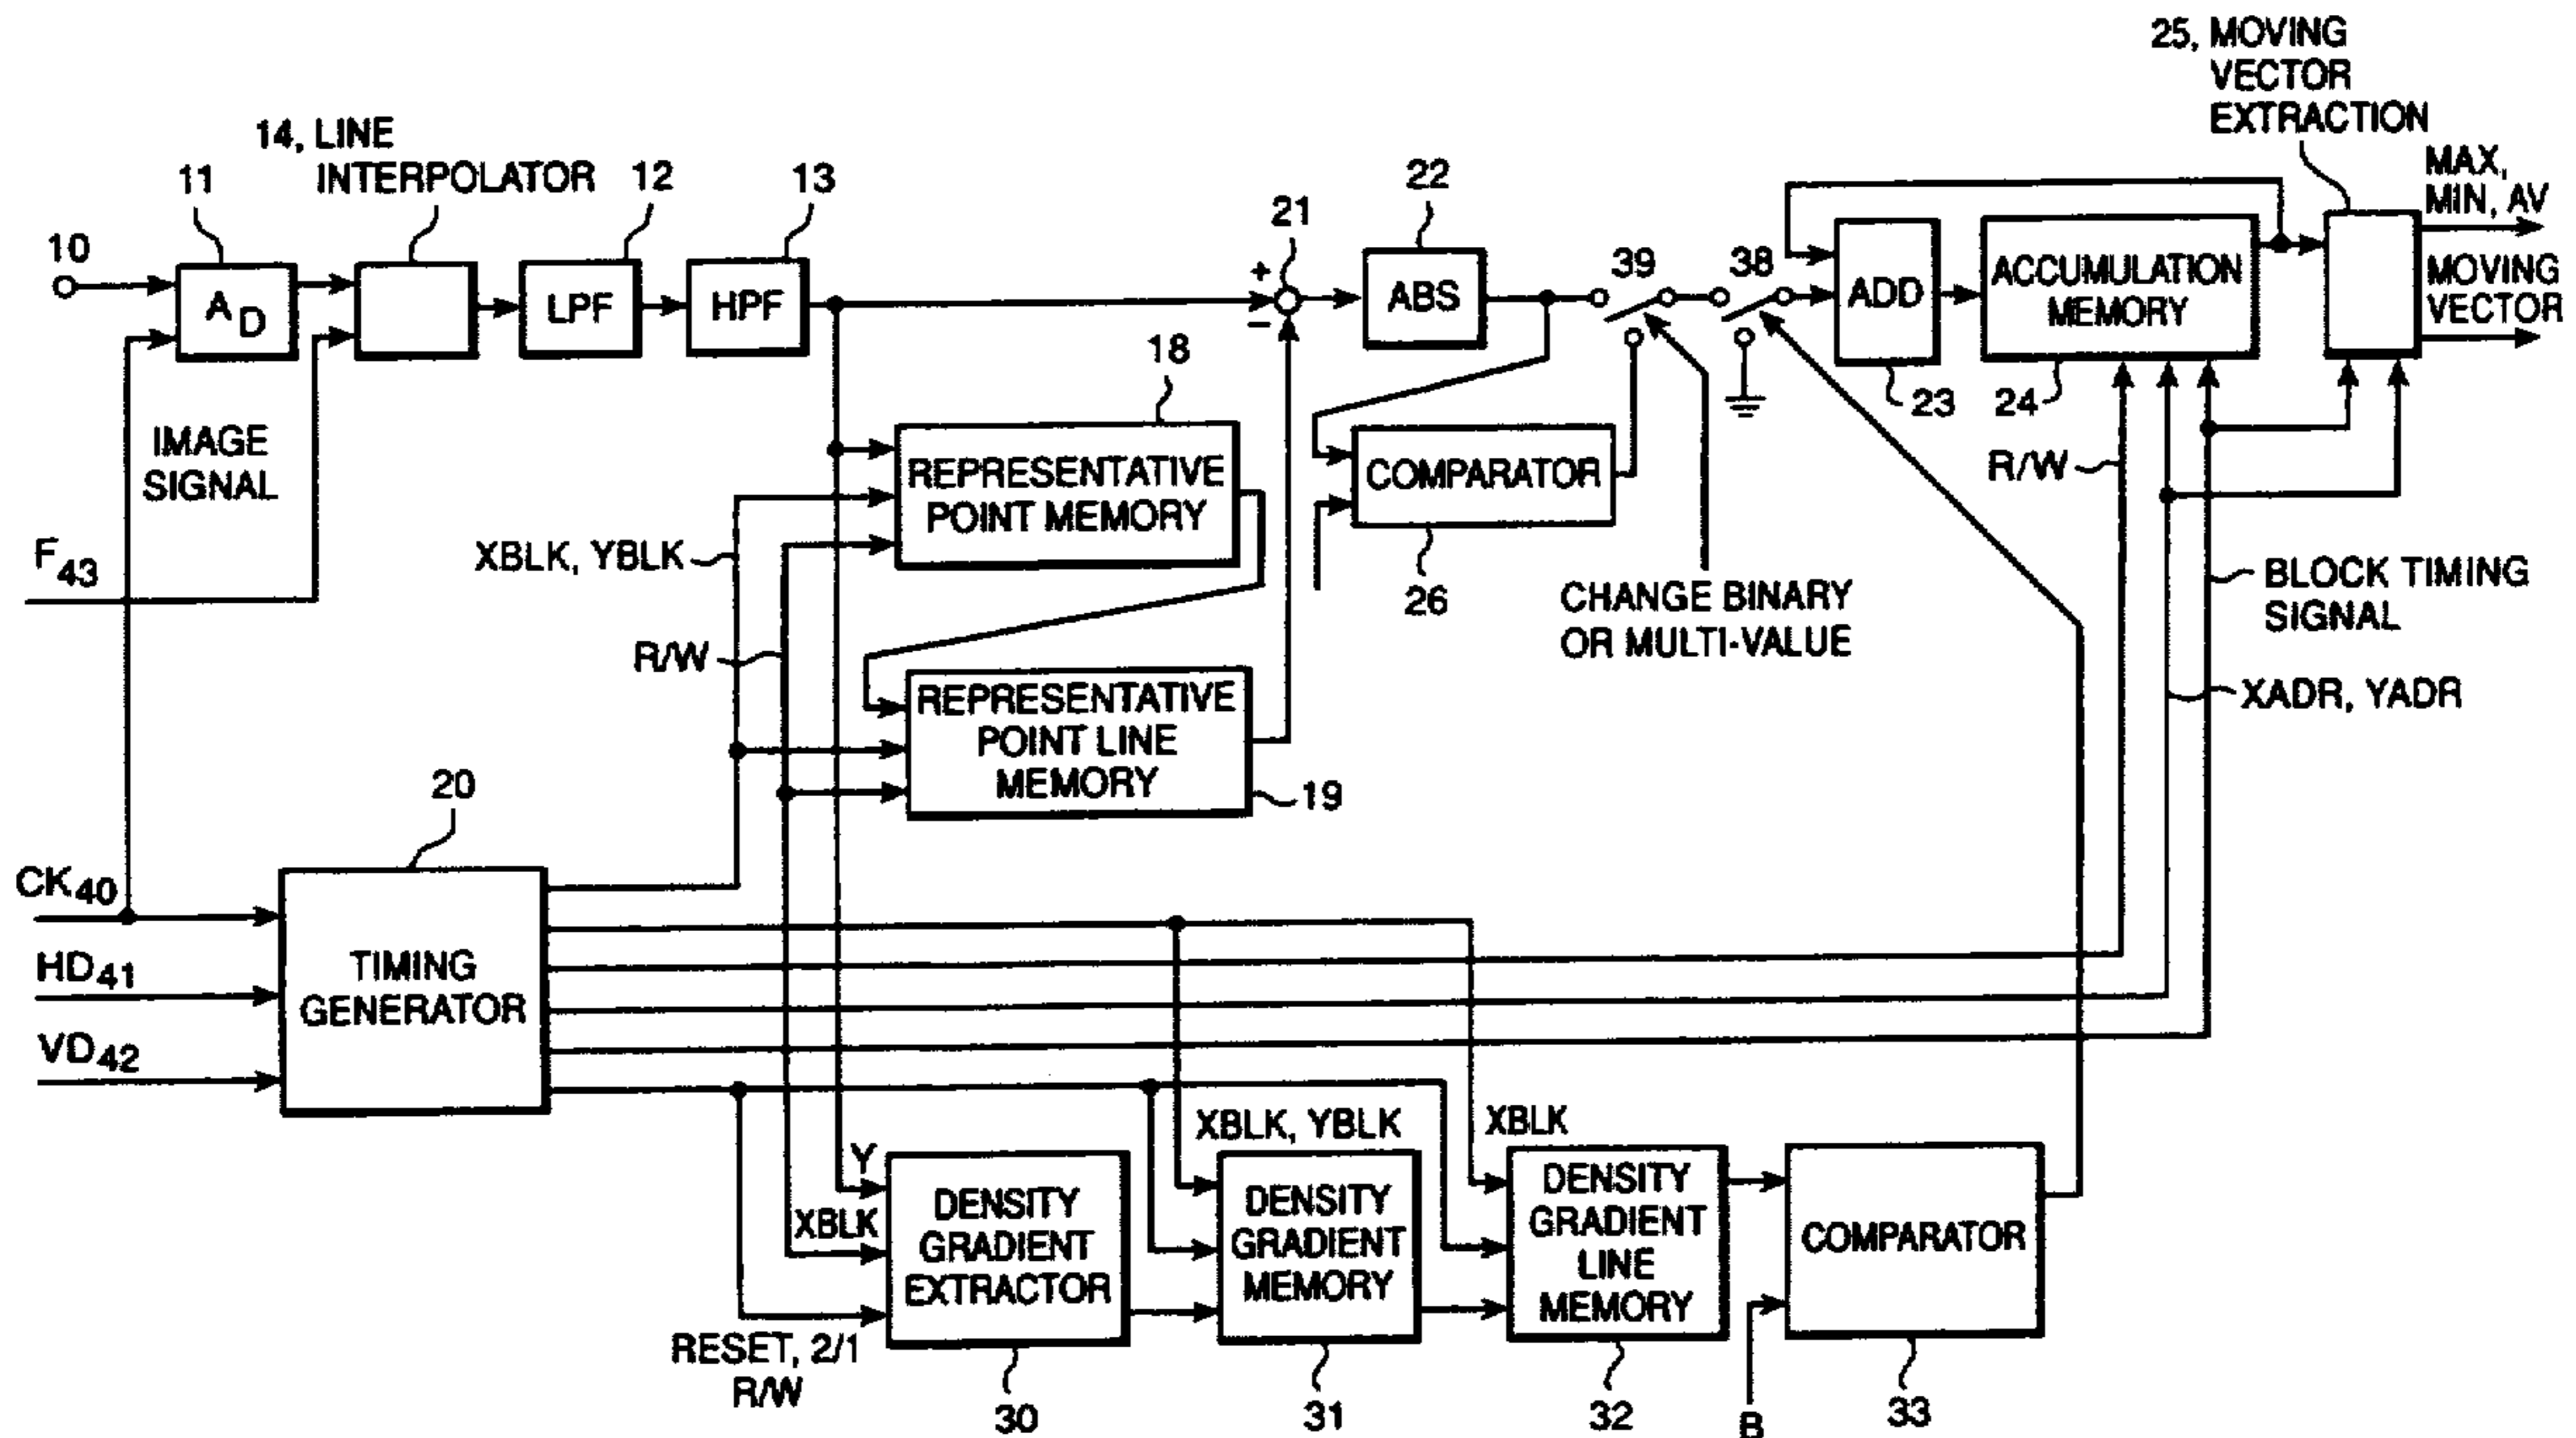 25, MOVING
VECTOR
EXTRACTION
14, LINE
INTERPOLATOR
11
12
13
22
21
MAX,
MIN, AV
10
+
−
39
38
A D
LPF
HPF
ABS
ADD
ACCUMULATION
MEMORY
MOVING
VECTOR
18
23
24
IMAGE
SIGNAL
REPRESENTATIVE
POINT MEMORY
COMPARATOR
R/W
F43
XBLK, YBLK
26
CHANGE BINARY
OR MULTI-VALUE
BLOCK TIMING
SIGNAL
R/W
REPRESENTATIVE
POINT LINE
MEMORY
XADR, YADR
19
20
CK40
HD41
VD42
TIMING
GENERATOR
XBLK, YBLK
XBLK
Y
XBLK
DENSITY
GRADIENT
EXTRACTOR
DENSITY
GRADIENT
MEMORY
DENSITY
GRADIENT
LINE
MEMORY
COMPARATOR
RESET, 2/1
R/W
30
31
32
B
33